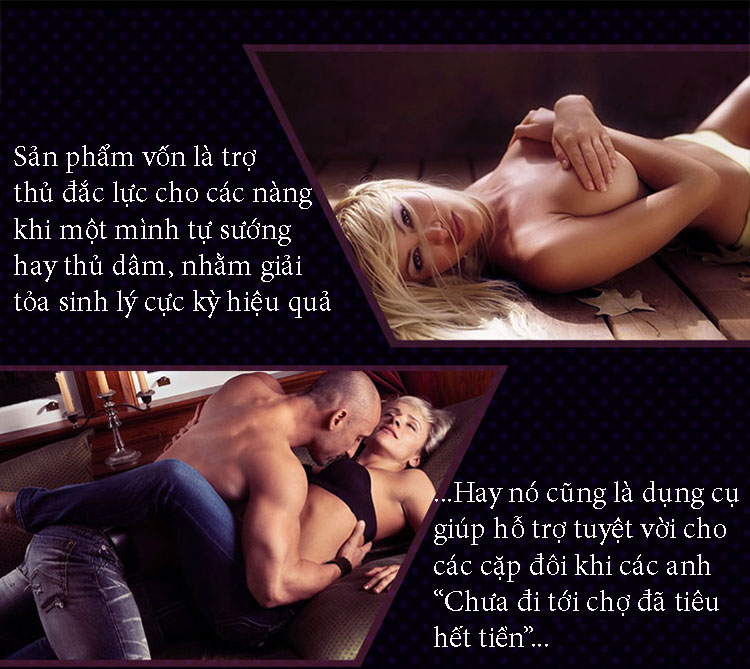 Sản phẩm vốn là trợ
thủ đắc lực cho các nàng
khi một mình tự sướng
hay thủ dâm, nhằm giải
tỏa sinh lý cực kỳ hiệu quả
...Hay nó cũng là dụng cụ
giúp hỗ trợ tuyệt vời cho
các cặp đôi khi các anh
“Chưa đi tới chợ đã tiêu
hết tiền”...